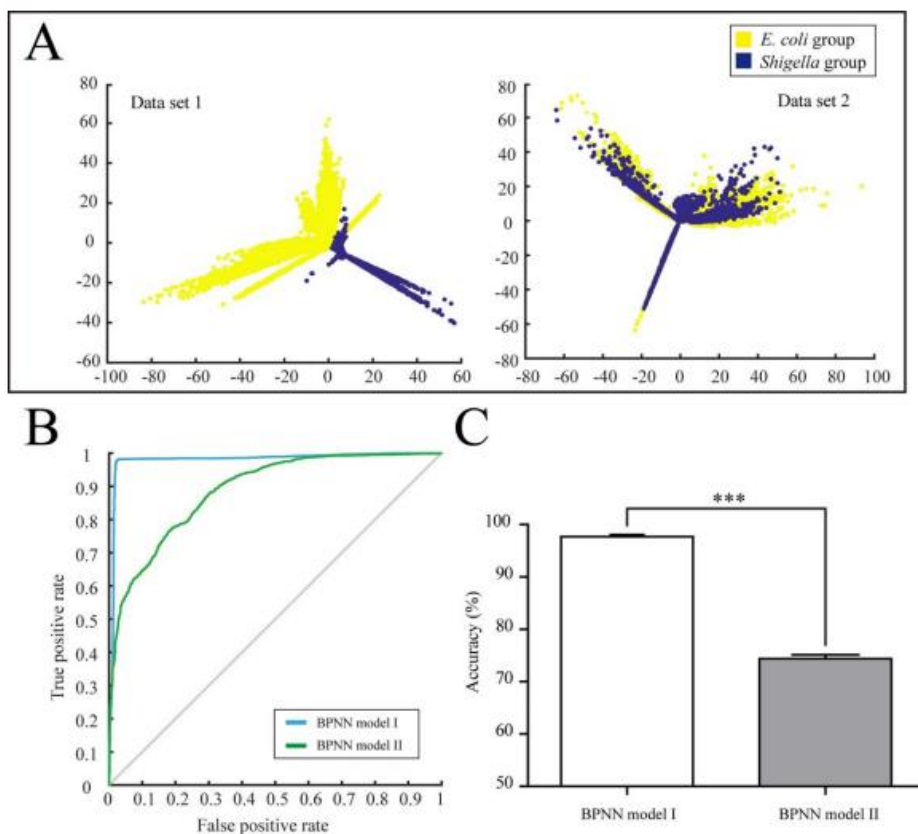 A
E. coli group
Shigella group
Data set 1
80
60
40
20
0
-20
-40
-60
-100 -80 -60 -40 -20 0 20 40 60
Data set 2
80
60
40
20
0
-20
-40
-60
-80
-80 -60 -40 -20 0 20 40 60 80 100
B
True positive rate
1
0.9
0.8
0.7
0.6
0.5
0.4
0.3
0.2
0.1
0
0 0.1 0.2 0.3 0.4 0.5 0.6 0.7 0.8 0.9 1
False positive rate
BPNN model I
BPNN model II
C
***
Accuracy (%)
100
90
80
70
60
50
BPNN model I BPNN model II